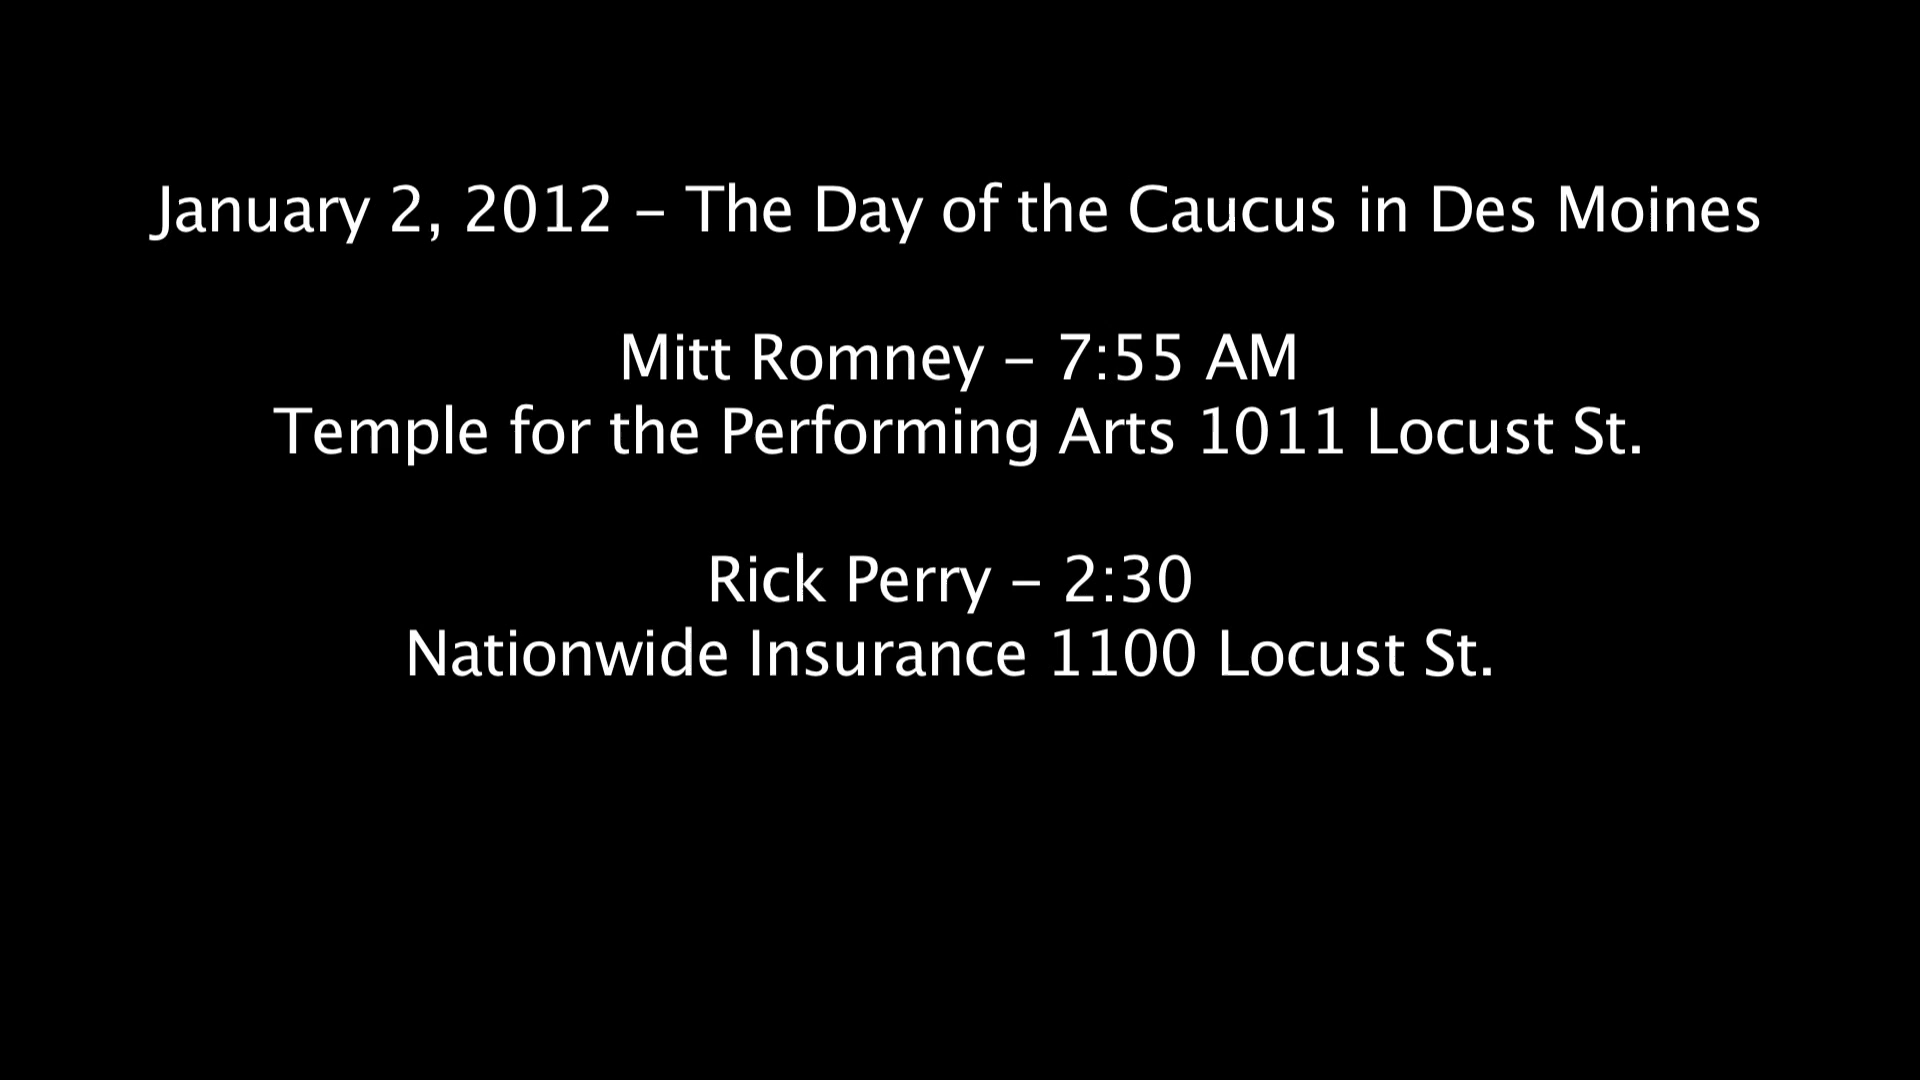 January 2, 2012 – The Day of the Caucus in Des Moines
Mitt Romney – 7:55 AM
Temple for the Performing Arts 1011 Locust St.
Rick Perry – 2:30
Nationwide Insurance 1100 Locust St.